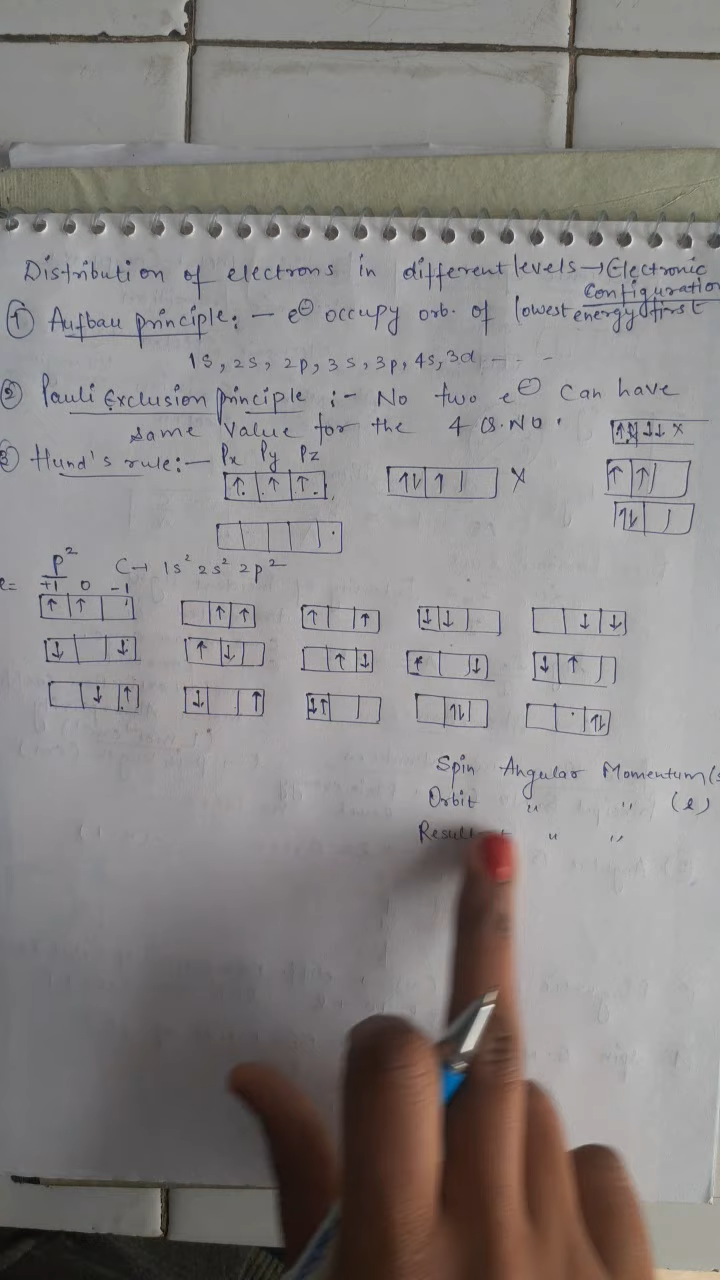 Distribution of electrons in different levels → Electronic
Configuration
① Aufbau principle :- e⊖ occupy orb. of lowest energy first
1s, 2s, 2p, 3s, 3p, 4s, 3d - - -
② Pauli Exclusion principle :- No two e⊖ Can have
same value for the 4 Q.NO.
↑↑↓↓ X
③ Hund's rule :- Px Py Pz
↑ ↑ ↑
↑↓ ↑ X
↑ ↑
↑↓
p² C → 1s² 2s² 2p²
+1 0 -1
↑ ↑
↑ ↑
↑ ↑
↓ ↓
↓ ↓
↓ ↓
↑ ↓
↑ ↓
↑ ↓
↓ ↑
↓ ↑
↓ ↑
↓↑
↑↓
↑↓
Spin Angular Momentum (s
Orbit " " (l)
" "